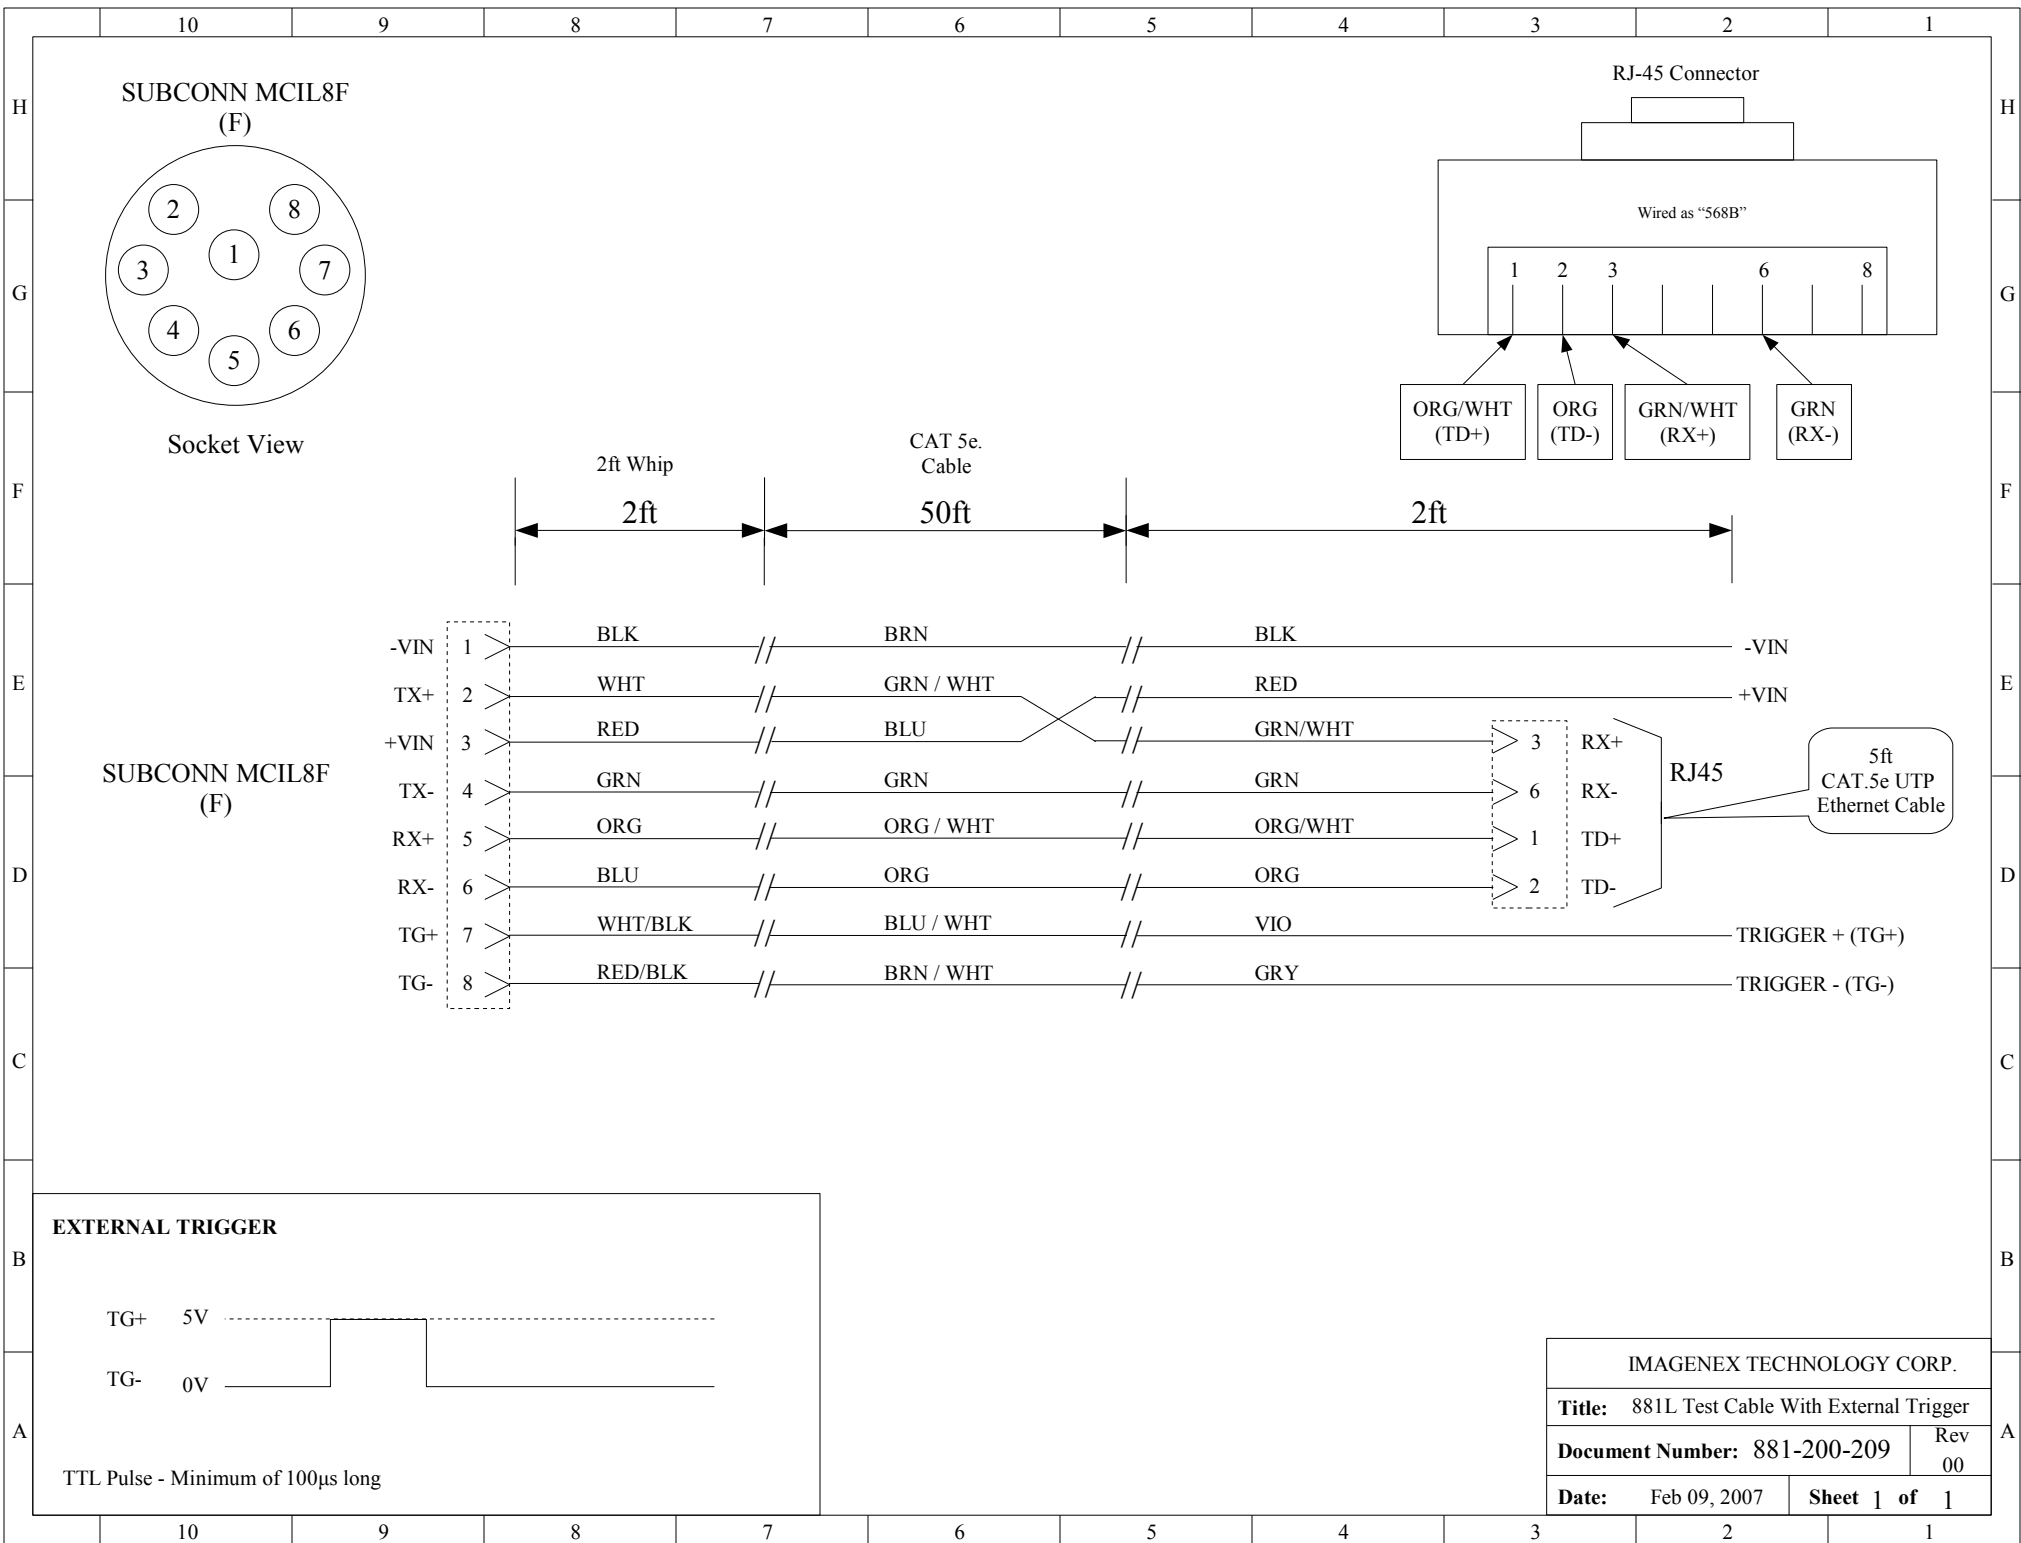 10 9 8 7 6 5 4 3 2 1
H
H
G
G
F
F
E
E
D
D
C
C
B
B
A
A
SUBCONN MCIL8F
(F)
2
8
1
3
7
4
6
5
Socket View
RJ-45 Connector
Wired as “568B”
1 2 3 6 8
ORG/WHT
(TD+)
ORG
(TD-)
GRN/WHT
(RX+)
GRN
(RX-)
2ft Whip
CAT 5e.
Cable
2ft 50ft 2ft
SUBCONN MCIL8F
(F)
-VIN 1 BLK BRN BLK -VIN
TX+ 2 WHT GRN / WHT RED +VIN
+VIN 3 RED BLU GRN/WHT 3 RX+
TX- 4 GRN GRN GRN 6 RX-
RX+ 5 ORG ORG / WHT ORG/WHT 1 TD+
RX- 6 BLU ORG ORG 2 TD-
TG+ 7 WHT/BLK BLU / WHT VIO TRIGGER + (TG+)
TG- 8 RED/BLK BRN / WHT GRY TRIGGER - (TG-)
RJ45
5ft
CAT.5e UTP
Ethernet Cable
EXTERNAL TRIGGER
TG+ 5V
TG- 0V
TTL Pulse - Minimum of 100μs long
IMAGENEX TECHNOLOGY CORP.
Title: 881L Test Cable With External Trigger
Document Number: 881-200-209
Rev
00
Date: Feb 09, 2007
Sheet 1 of 1
10 9 8 7 6 5 4 3 2 1